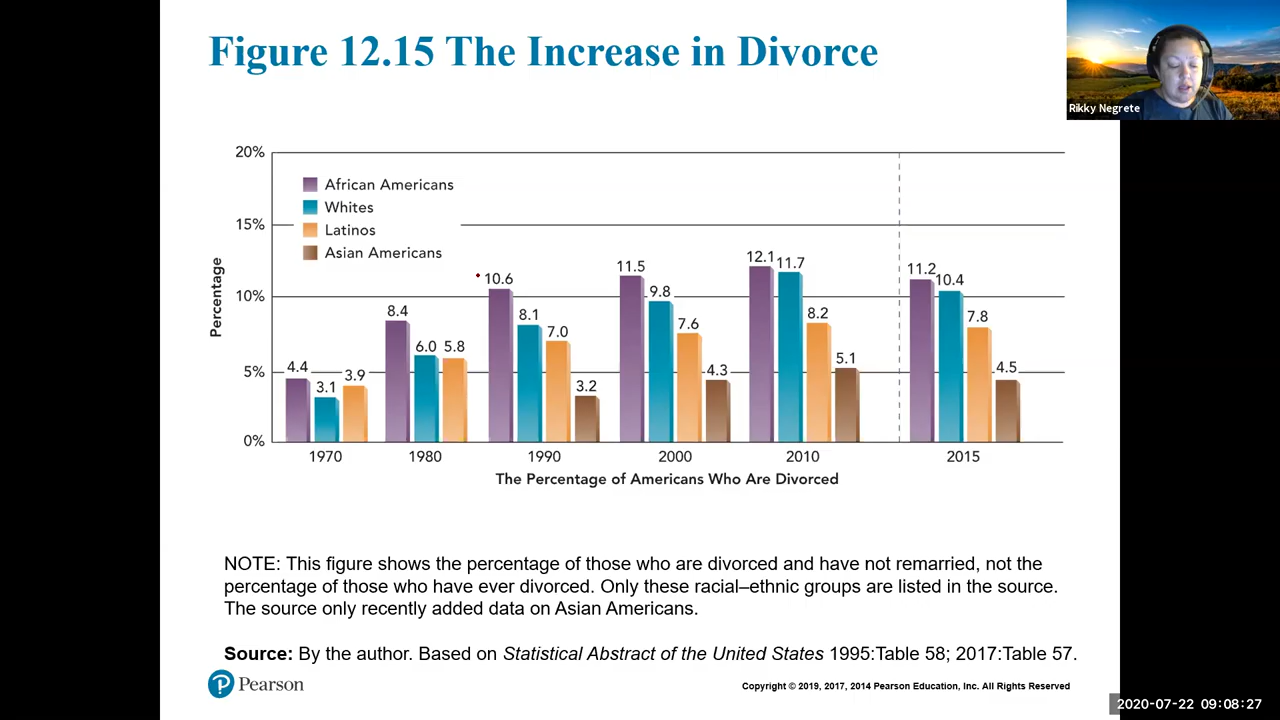 Figure 12.15 The Increase in Divorce
Rikky Negrete
20%
15%
10%
5%
0%
Percentage
African Americans
Whites
Latinos
Asian Americans
4.4
3.1
3.9
8.4
6.0
5.8
10.6
8.1
7.0
3.2
11.5
9.8
7.6
4.3
12.1
11.7
8.2
5.1
11.2
10.4
7.8
4.5
1970
1980
1990
2000
2010
2015
The Percentage of Americans Who Are Divorced
NOTE: This figure shows the percentage of those who are divorced and have not remarried, not the
percentage of those who have ever divorced. Only these racial–ethnic groups are listed in the source.
The source only recently added data on Asian Americans.
Source: By the author. Based on Statistical Abstract of the United States 1995:Table 58; 2017:Table 57.
P Pearson
Copyright © 2019, 2017, 2014 Pearson Education, Inc. All Rights Reserved
2020-07-22 09:08:27